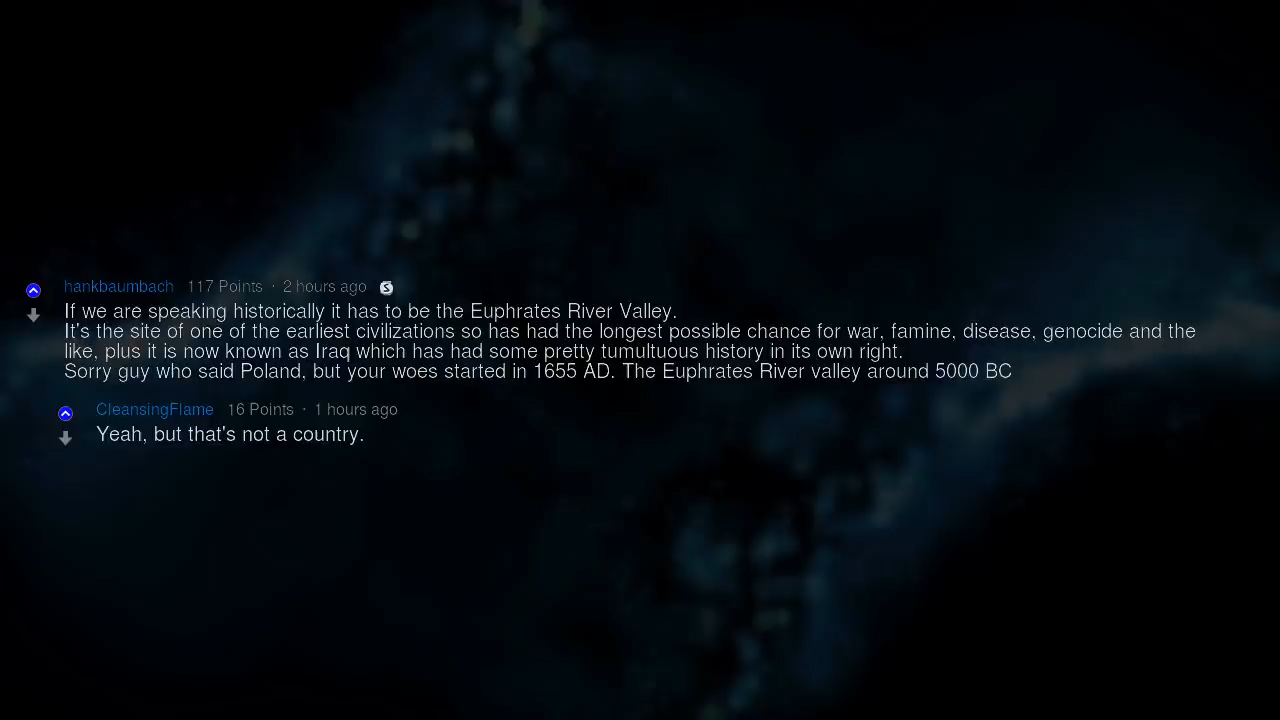 hankbaumbach 117 Points · 2 hours ago
If we are speaking historically it has to be the Euphrates River Valley.
It's the site of one of the earliest civilizations so has had the longest possible chance for war, famine, disease, genocide and the
like, plus it is now known as Iraq which has had some pretty tumultuous history in its own right.
Sorry guy who said Poland, but your woes started in 1655 AD. The Euphrates River valley around 5000 BC
CleansingFlame 16 Points · 1 hours ago
Yeah, but that's not a country.